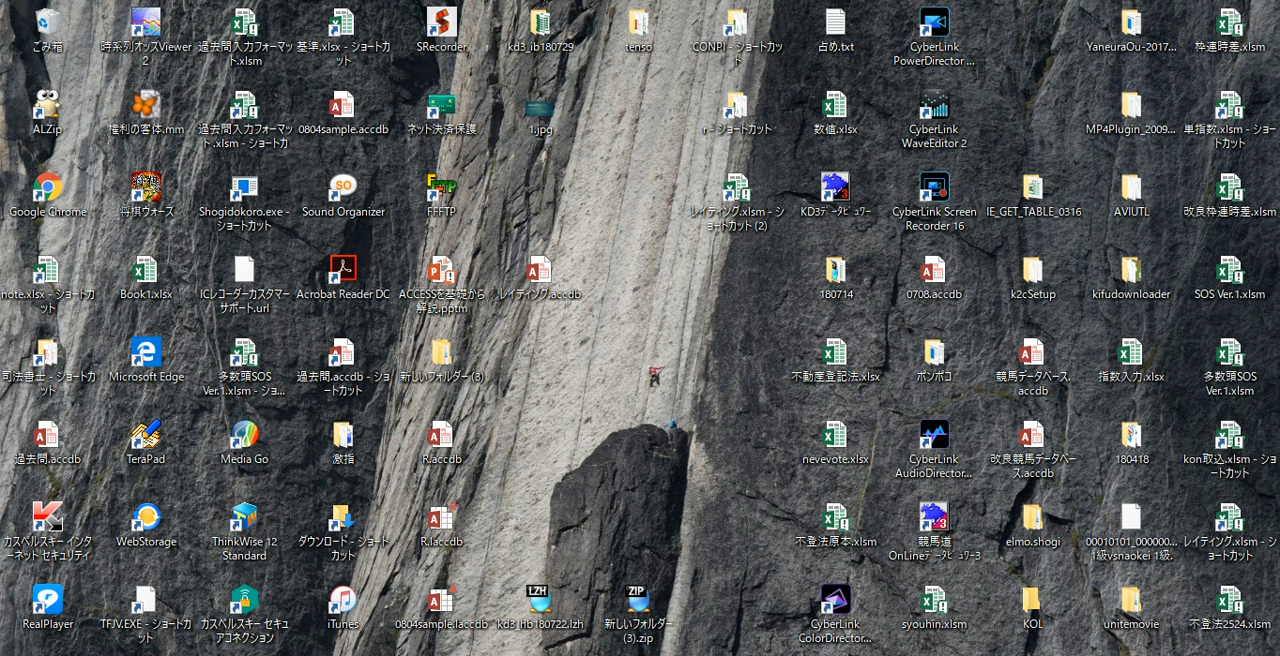 ごみ箱
時系列オッズViewer
2
過去問入力フォーマッ
ト.xlsm
基準.xlsx - ショートカ
ット
SRecorder
kd3_ib180729
tenso
CONPI - ショートカッ
ト
占め.txt
CyberLink
PowerDirector ...
YaneuraOu-2017...
枠連時差.xlsm
ALZip
権利の客体.mm
過去問入力フォーマッ
ト.xlsm - ショートカ
0804sample.accdb
ネット決済保護
1.jpg
r - ショートカット
数値.xlsx
CyberLink
WaveEditor 2
MP4Plugin_2009...
単指数.xlsm - ショー
トカット
Google Chrome
将棋ウォーズ
Shogidokoro.exe -
ショートカット
Sound Organizer
FFFTP
レイティング.xlsm - シ
ョートカット (2)
KD3ﾃﾞｰﾀﾋﾞｭﾜｰ
CyberLink Screen
Recorder 16
IE_GET_TABLE_0316
AVIUTL
改良枠連時差.xlsm
note.xlsx - ショートカ
ット
Book1.xlsx
ICレコーダーカスタマー
サポート.url
Acrobat Reader DC
ACCESSを基礎から
解説.pptm
レイティング.accdb
180714
0708.accdb
k2cSetup
kifudownloader
SOS Ver.1.xlsm
司法書士 - ショートカ
ット
Microsoft Edge
多数頭SOS
Ver.1.xlsm - ショ...
過去問.accdb - ショ
ートカット
新しいフォルダー (3)
不動産登記法.xlsx
ポンポコ
競馬データベース.
accdb
指数入力.xlsx
多数頭SOS
Ver.1.xlsm
過去問.accdb
TeraPad
Media Go
激指
R.accdb
nevevote.xlsx
CyberLink
AudioDirector...
改良競馬データベー
ス.accdb
180418
kon取込.xlsm - ショ
ートカット
カスペルスキー インタ
ーネット セキュリティ
WebStorage
ThinkWise 12
Standard
ダウンロード - ショート
カット
R.laccdb
不登法原本.xlsm
競馬道
OnLineﾃﾞｰﾀﾋﾞｭﾜｰ3
elmo.shogi
00010101_000000...
1級vsnaokei 1級.
レイティング.xlsm - シ
ョートカット
RealPlayer
TFJV.EXE - ショートカ
ット
カスペルスキー セキュ
アコネクション
iTunes
0804sample.laccdb
kd3_hb180722.lzh
新しいフォルダー
(3).zip
CyberLink
ColorDirector...
syouhin.xlsm
KOL
unitemovie
不登法2524.xlsm